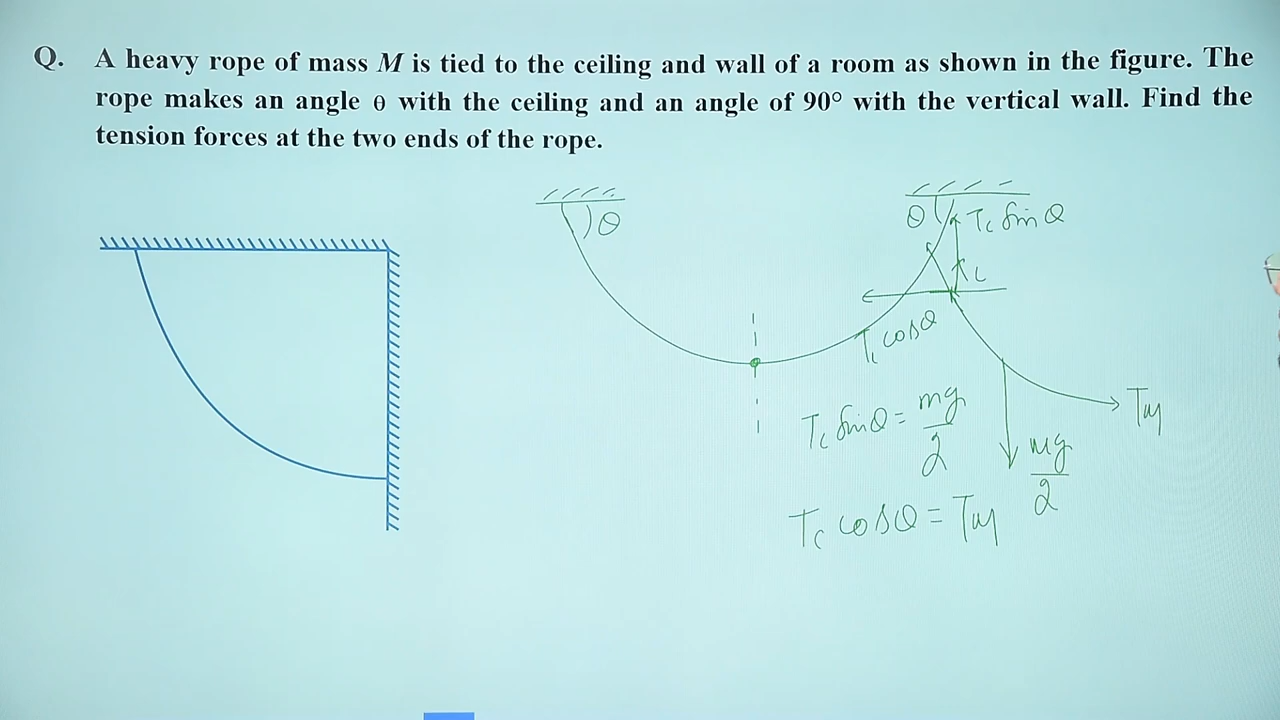 Q. A heavy rope of mass M is tied to the ceiling and wall of a room as shown in the figure. The
rope makes an angle θ with the ceiling and an angle of 90° with the vertical wall. Find the
tension forces at the two ends of the rope.
θ
θ
Tc sinθ
Tc cosθ
Tw
mg/2
Tc sinθ = mg/2
Tc cosθ = Tw